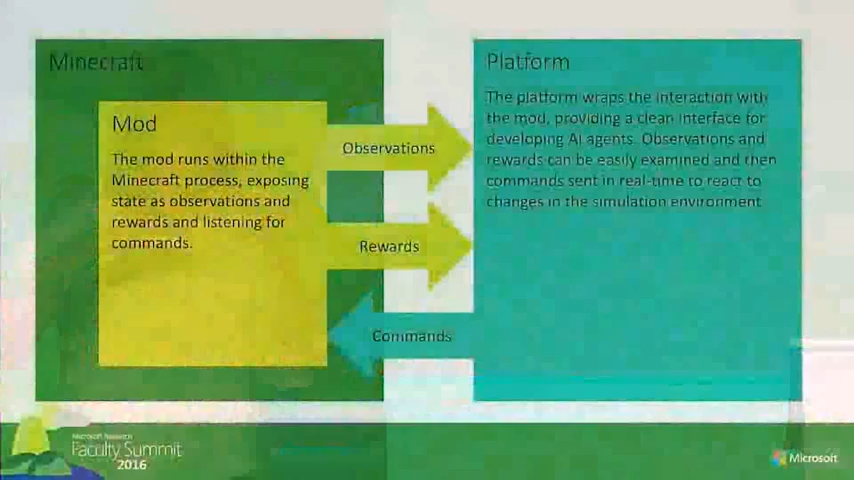 Minecraft
Mod
The mod runs within the
Minecraft process, exposing
state as observations and
rewards and listening for
commands.
Observations
Rewards
Commands
Platform
The platform wraps the interaction with
the mod, providing a clean interface for
developing AI agents. Observations and
rewards can be easily examined and then
commands sent in real-time to react to
changes in the simulation environment
Microsoft Research
Faculty Summit
2016
Microsoft